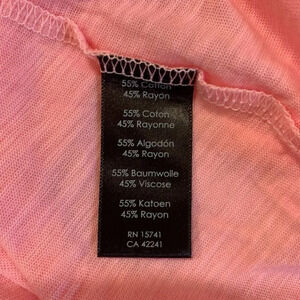 55% Cotton
45% Rayon
55% Coton
45% Rayonne
55% Algodón
45% Rayon
55% Baumwolle
45% Viscose
55% Katoen
45% Rayon
RN 15741
CA 42241